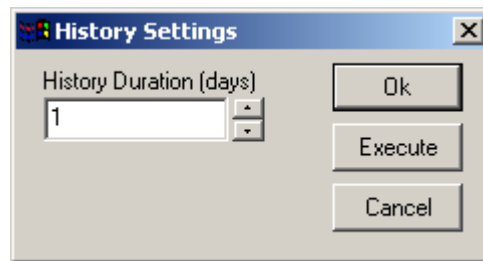 History Settings
History Duration (days)
1
Ok
Execute
Cancel